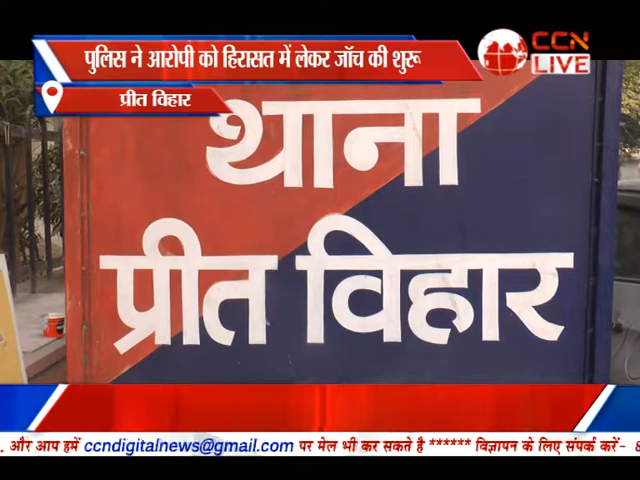 पुलिस ने आरोपी को हिरासत में लेकर जॉच की शुरू
CCN
LIVE
प्रीत विहार
थाना
प्रीत विहार
. और आप हमें ccndigitalnews@gmail.com पर मेल भी कर सकते है ****** विज्ञापन के लिए संपर्क करें-